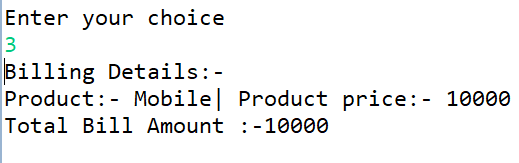 Enter your choice
3
Billing Details:-
Product:- Mobile| Product price:- 10000
Total Bill Amount :-10000